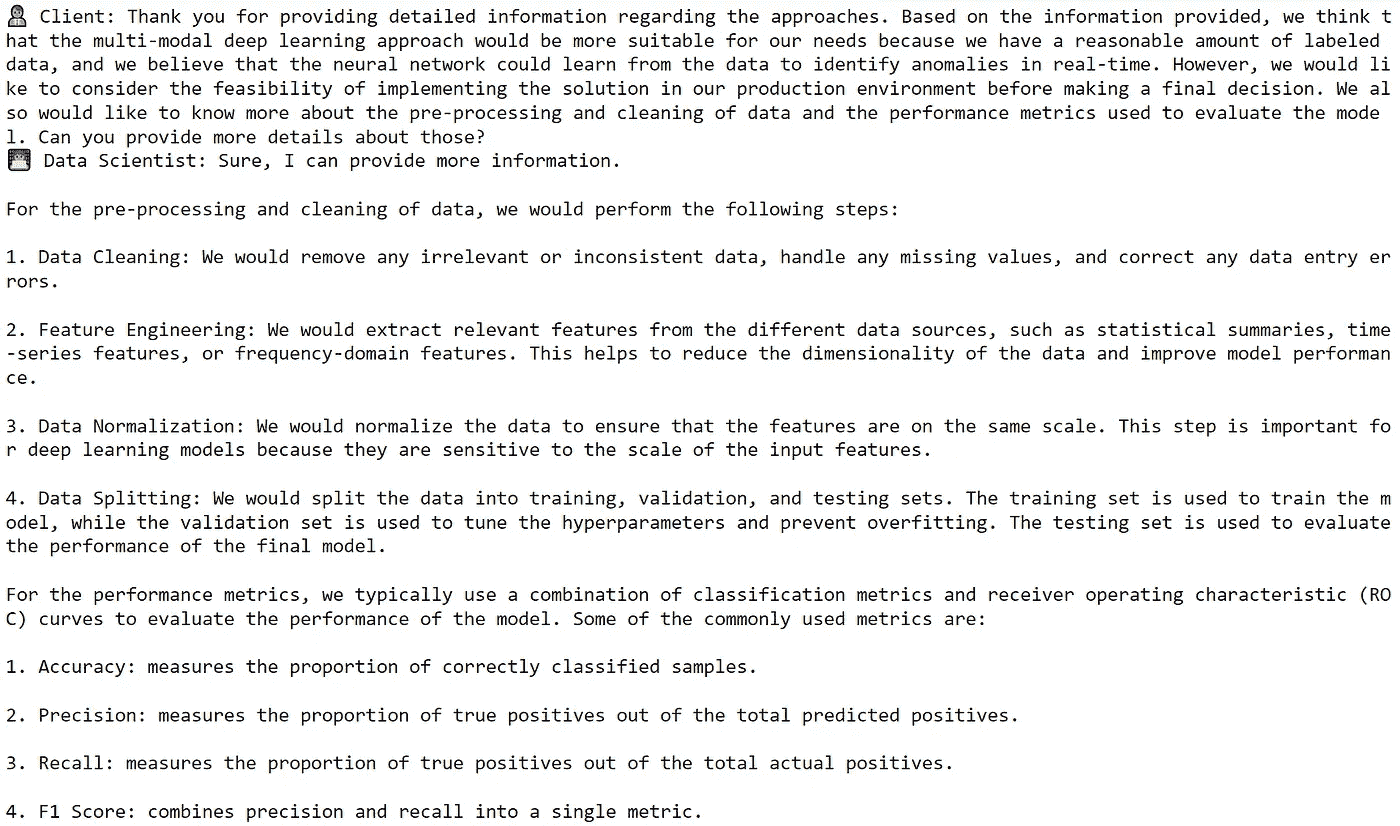 Client: Thank you for providing detailed information regarding the approaches. Based on the information provided, we think t
hat the multi-modal deep learning approach would be more suitable for our needs because we have a reasonable amount of labeled
data, and we believe that the neural network could learn from the data to identify anomalies in real-time. However, we would li
ke to consider the feasibility of implementing the solution in our production environment before making a final decision. We al
so would like to know more about the pre-processing and cleaning of data and the performance metrics used to evaluate the mode
l. Can you provide more details about those?
Data Scientist: Sure, I can provide more information.
For the pre-processing and cleaning of data, we would perform the following steps:
1. Data Cleaning: We would remove any irrelevant or inconsistent data, handle any missing values, and correct any data entry er
rors.
2. Feature Engineering: We would extract relevant features from the different data sources, such as statistical summaries, time
-series features, or frequency-domain features. This helps to reduce the dimensionality of the data and improve model performan
ce.
3. Data Normalization: We would normalize the data to ensure that the features are on the same scale. This step is important fo
r deep learning models because they are sensitive to the scale of the input features.
4. Data Splitting: We would split the data into training, validation, and testing sets. The training set is used to train the m
odel, while the validation set is used to tune the hyperparameters and prevent overfitting. The testing set is used to evaluate
the performance of the final model.
For the performance metrics, we typically use a combination of classification metrics and receiver operating characteristic (RO
C) curves to evaluate the performance of the model. Some of the commonly used metrics are:
1. Accuracy: measures the proportion of correctly classified samples.
2. Precision: measures the proportion of true positives out of the total predicted positives.
3. Recall: measures the proportion of true positives out of the total actual positives.
4. F1 Score: combines precision and recall into a single metric.